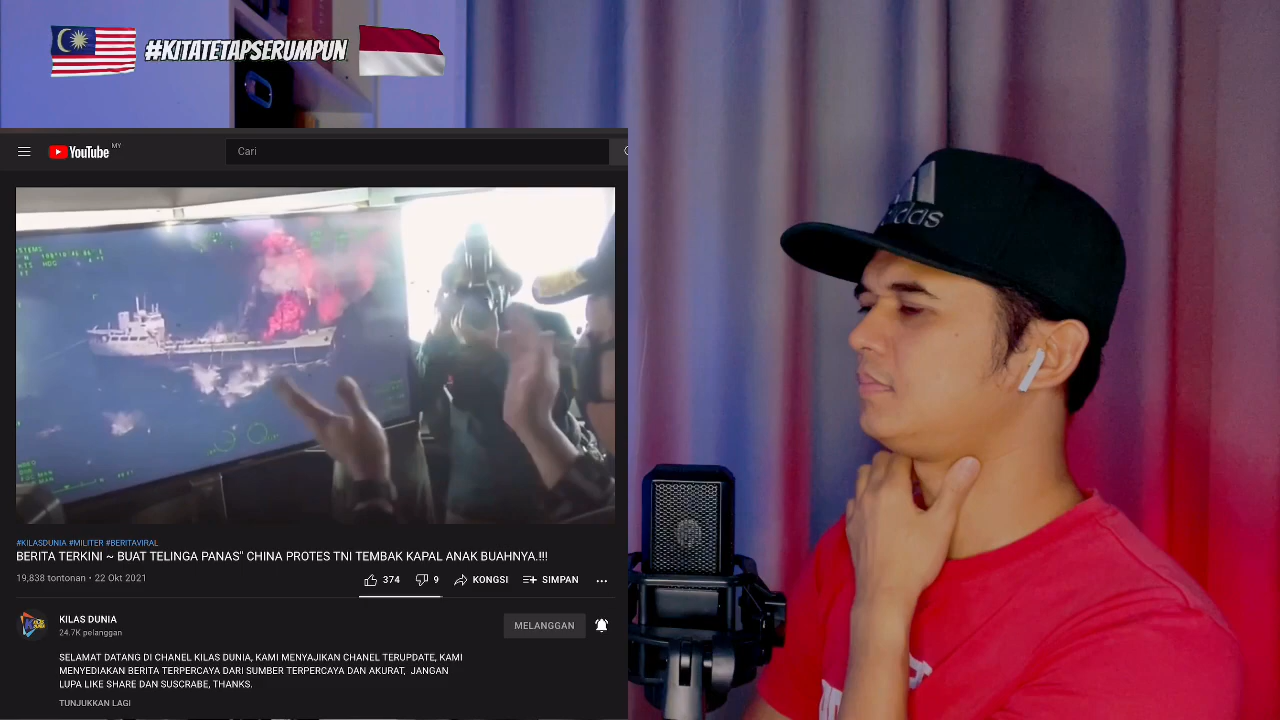 #KITATETAPSERUMPUN
YouTube MY
Cari
adidas
#KILASDUNIA #MILITER #BERITAVIRAL
BERITA TERKINI ~ BUAT TELINGA PANAS" CHINA PROTES TNI TEMBAK KAPAL ANAK BUAHNYA.!!!
19,838 tontonan • 22 Okt 2021
374 9 KONGSI SIMPAN
KILAS DUNIA
24.7K pelanggan
MELANGGAN
SELAMAT DATANG DI CHANEL KILAS DUNIA, KAMI MENYAJIKAN CHANEL TERUPDATE, KAMI
MENYEDIAKAN BERITA TERPERCAYA DARI SUMBER TERPERCAYA DAN AKURAT, JANGAN
LUPA LIKE SHARE DAN SUSCRABE, THANKS.
TUNJUKKAN LAGI